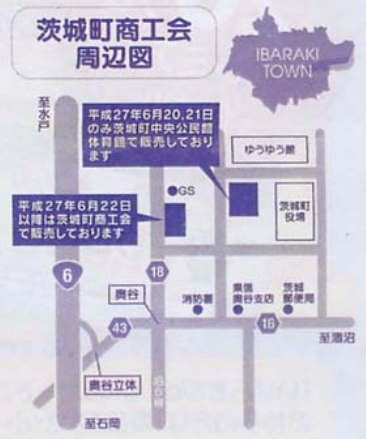 茨城町商工会
周辺図
IBARAKI
TOWN
至水戸
平成27年6月20,21日
のみ茨城町中央公民館
体育館で販売しており
ます
ゆうゆう館
GS
茨城町
役場
平成27年6月22日
以降は茨城町商工会
で販売しております
6
18
奥谷
消防署
県信
奥谷支店
茨城
郵便局
43
16
至涸沼
奥谷立体
旧6号
至石岡